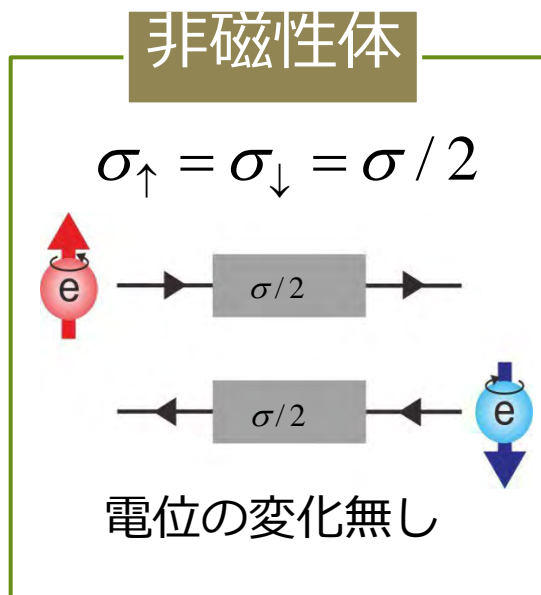 非磁性体
σ↑ = σ↓ = σ / 2
e
σ/2
σ/2
e
電位の変化無し